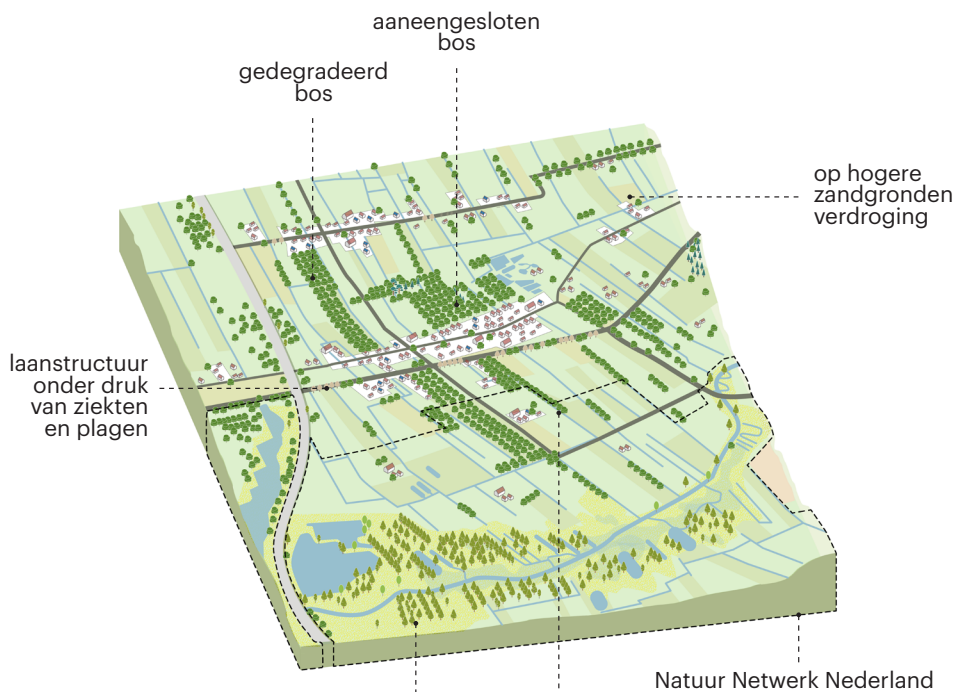 aaneengesloten
bos
gedegradeerd
bos
op hogere
zandgronden
verdroging
laanstructuur
onder druk
van ziekten
en plagen
Natuur Netwerk Nederland